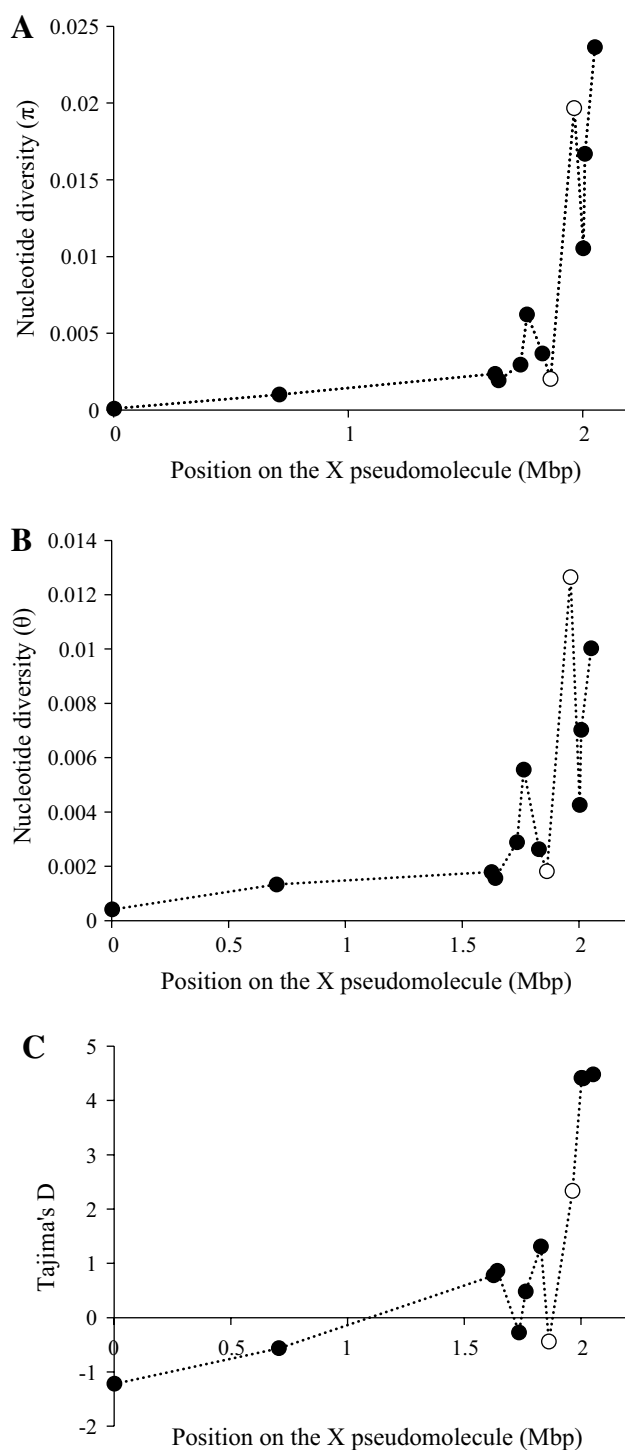 A
Nucleotide diversity (π)
0.025
0.02
0.015
0.01
0.005
0
0 1 2
Position on the X pseudomolecule (Mbp)
B
Nucleotide diversity (θ)
0.014
0.012
0.01
0.008
0.006
0.004
0.002
0
0 0.5 1 1.5 2
Position on the X pseudomolecule (Mbp)
C
Tajima's D
5
4
3
2
1
0
-1
-2
0 0.5 1 1.5 2
Position on the X pseudomolecule (Mbp)